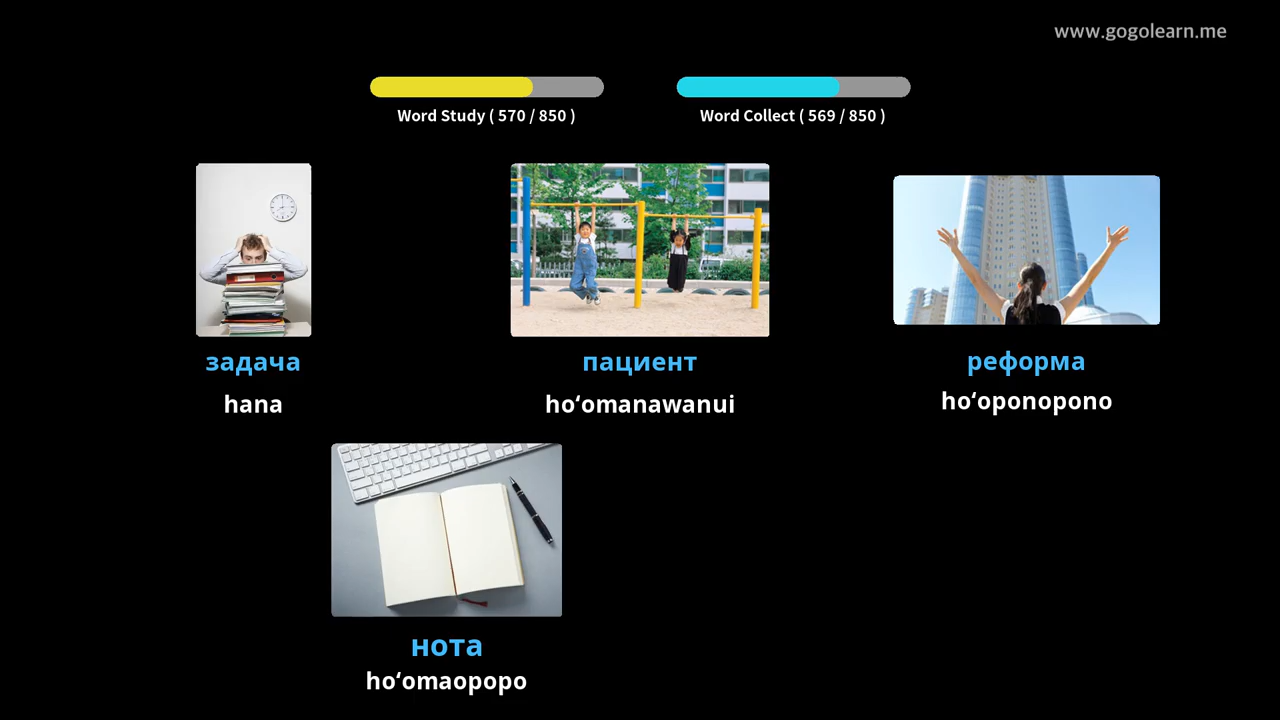 www.gogolearn.me
Word Study ( 570 / 850 )
Word Collect ( 569 / 850 )
задача
hana
пациент
hoʻomanawanui
реформа
hoʻoponopono
нота
hoʻomaopopo